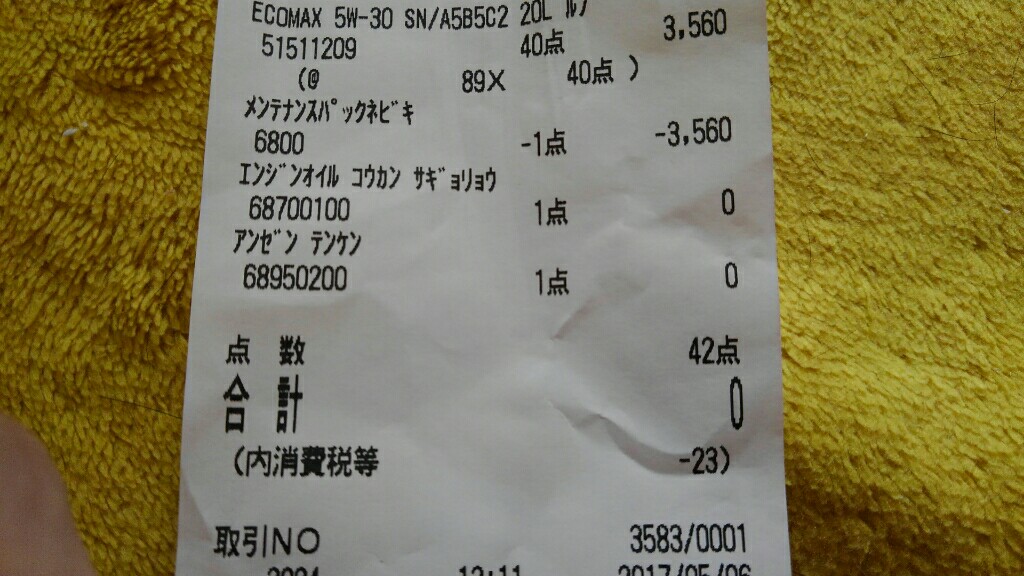 ECOMAX 5W-30 SN/A5B5C2 20L
51511209 40点 3,560
(@ 89X 40点 )
ﾒﾝﾃﾅﾝｽﾊﾟｯｸﾈﾋﾞｷ
6800 -1点 -3,560
ｴﾝｼﾞﾝｵｲﾙ ｺｳｶﾝ ｻｷﾞｮﾘｮｳ
68700100 1点 0
ｱﾝｾﾞﾝ ﾃﾝｹﾝ
68950200 1点 0
点 数 42点
合 計 0
(内消費税等 -23)
取引NO 3583/0001
2017/05/06